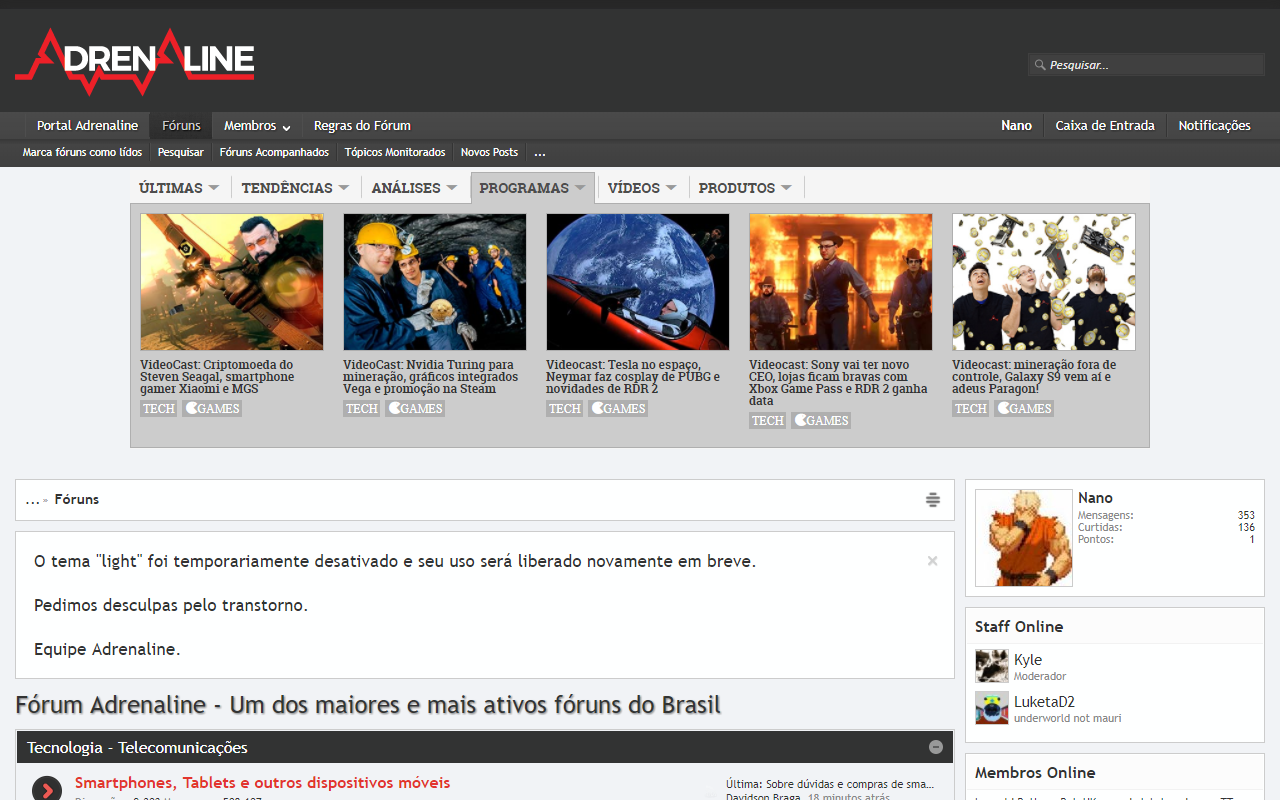 ADRENALINE
Pesquisar...
Portal Adrenaline
Fóruns
Membros
Regras do Fórum
Nano
Caixa de Entrada
Notificações
Marca fóruns como lídos
Pesquisar
Fóruns Acompanhados
Tópicos Monitorados
Novos Posts
...
ÚLTIMAS
TENDÊNCIAS
ANÁLISES
PROGRAMAS
VÍDEOS
PRODUTOS
VideoCast: Criptomoeda do
Steven Seagal, smartphone
gamer Xiaomi e MGS
TECH
GAMES
VideoCast: Nvidia Turing para
mineração, gráficos integrados
Vega e promoção na Steam
TECH
GAMES
Videocast: Tesla no espaço,
Neymar faz cosplay de PUBG e
novidades de RDR 2
TECH
GAMES
Videocast: Sony vai ter novo
CEO, lojas ficam bravas com
Xbox Game Pass e RDR 2 ganha
data
TECH
GAMES
Videocast: mineração fora de
controle, Galaxy S9 vem aí e
adeus Paragon!
TECH
GAMES
... » Fóruns
O tema "light" foi temporariamente desativado e seu uso será liberado novamente em breve.
Pedimos desculpas pelo transtorno.
Equipe Adrenaline.
Fórum Adrenaline - Um dos maiores e mais ativos fóruns do Brasil
Tecnologia - Telecomunicações
Smartphones, Tablets e outros dispositivos móveis
Última: Sobre dúvidas e compras de sma...
Davidson Braga, 18 minutos atrás
Nano
Mensagens: 353
Curtidas: 136
Pontos: 1
Staff Online
Kyle
Moderador
LuketaD2
underworld not mauri
Membros Online